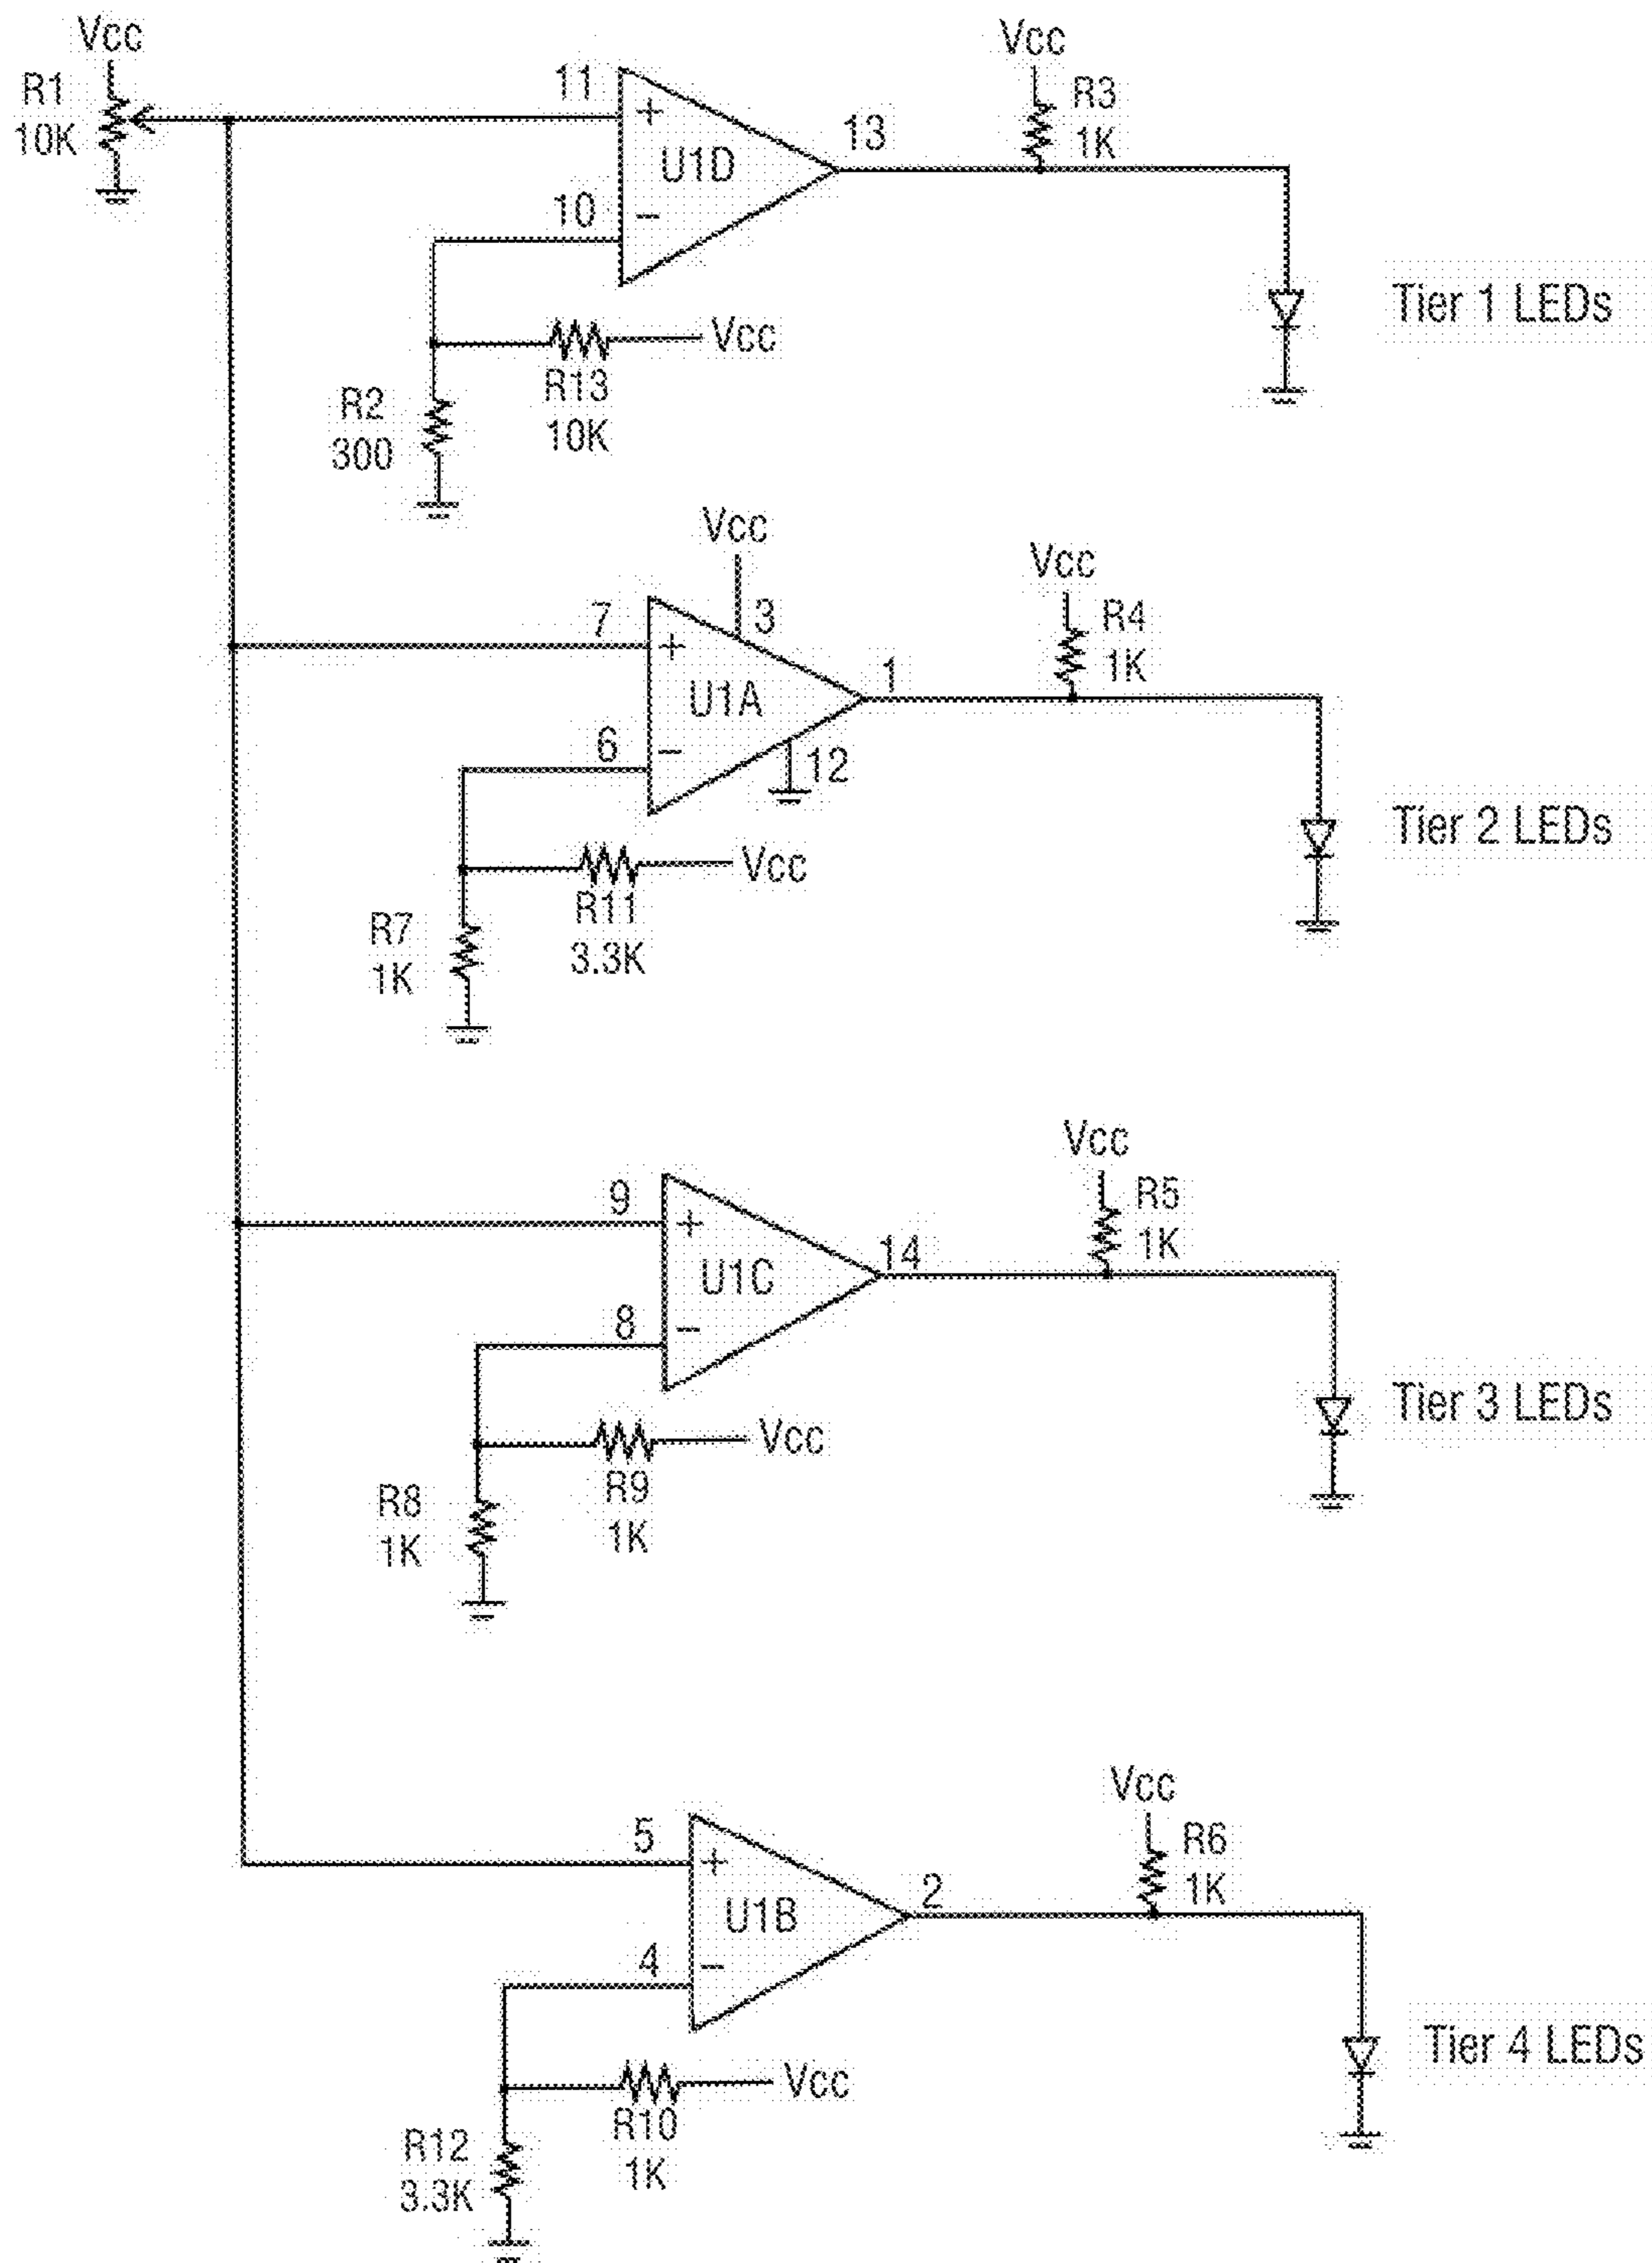 Vcc
R1
10K
11
+
U1D
10
−
13
Vcc
R3
1K
Tier 1 LEDs
Vcc
R13
10K
R2
300
Vcc
3
7
+
U1A
6
−
12
1
Vcc
R4
1K
Tier 2 LEDs
Vcc
R11
3.3K
R7
1K
9
+
U1C
8
−
14
Vcc
R5
1K
Tier 3 LEDs
Vcc
R9
1K
R8
1K
5
+
U1B
4
−
2
Vcc
R6
1K
Tier 4 LEDs
Vcc
R10
1K
R12
3.3K